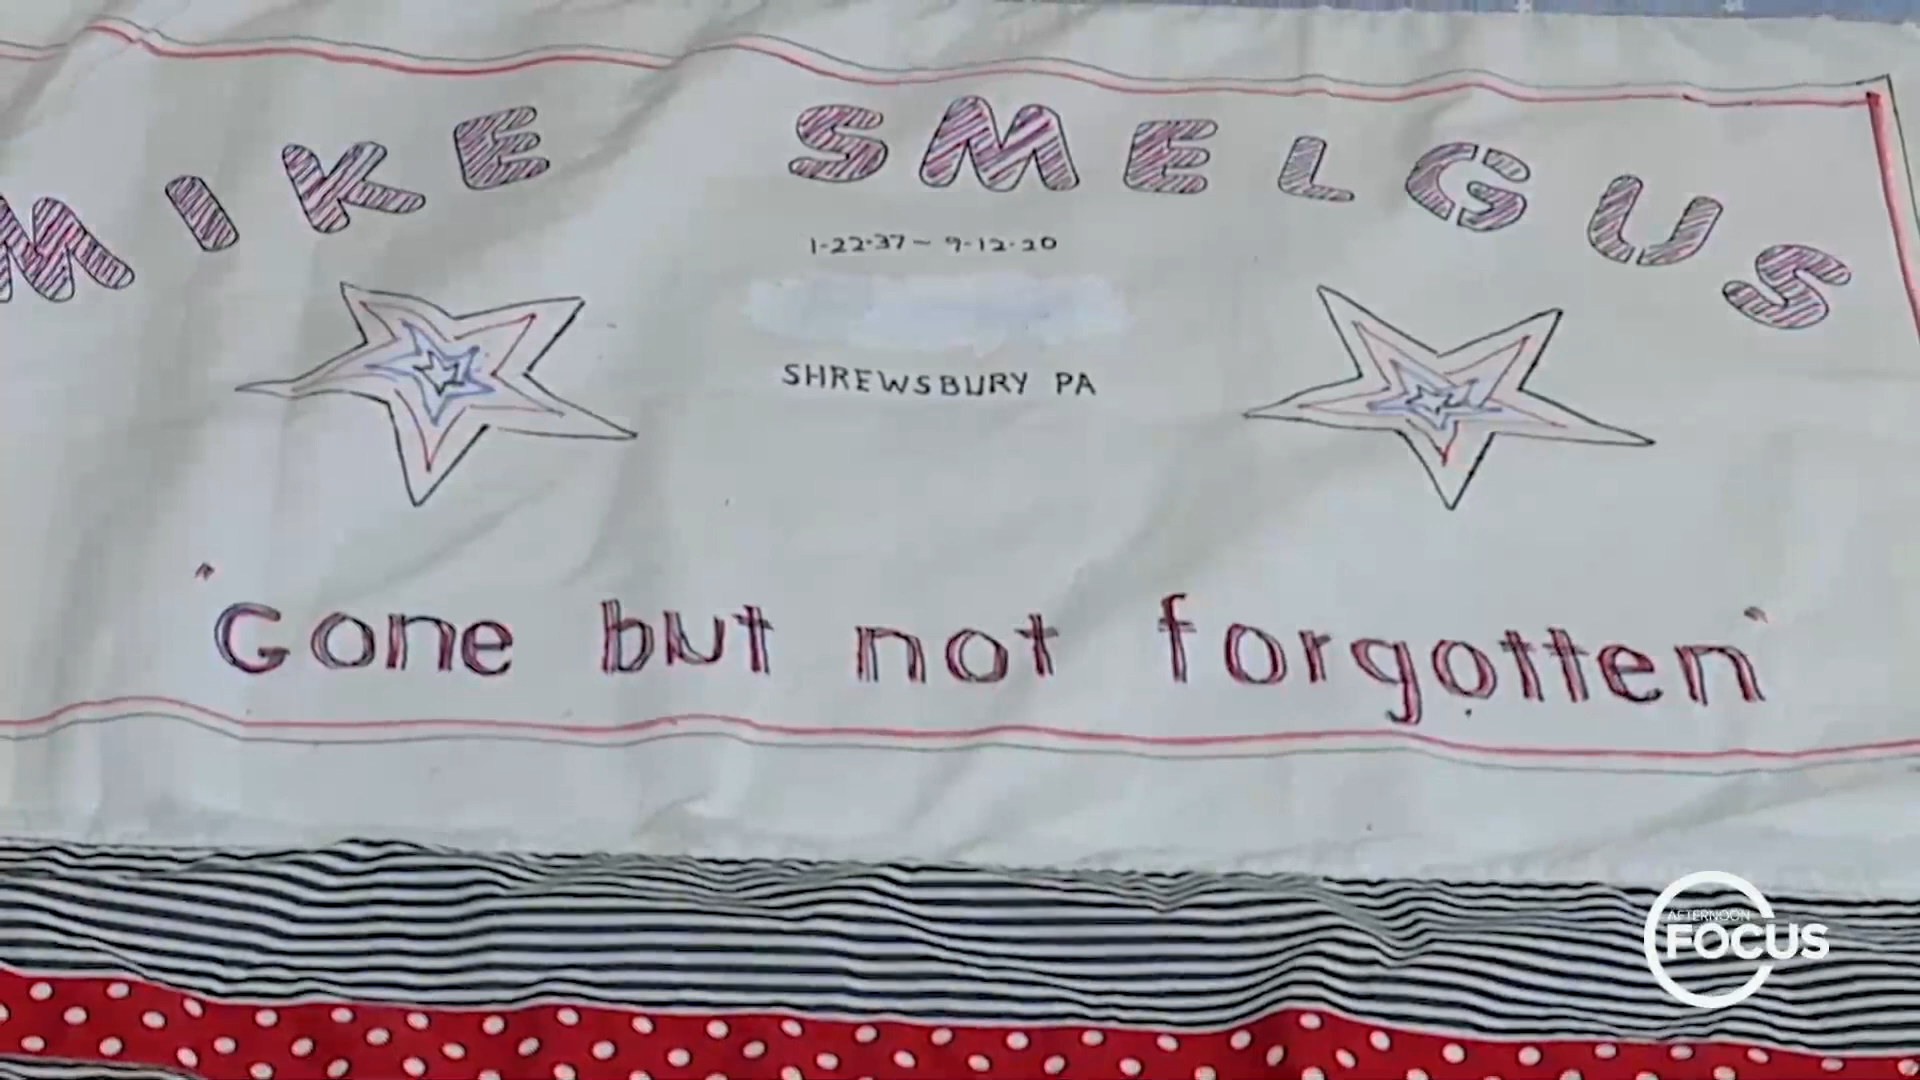 MIKE SMELGUS
1-22-37 ~ 9-12-20
SHREWSBURY PA
"Gone but not forgotten"
AFTERNOON
FOCUS